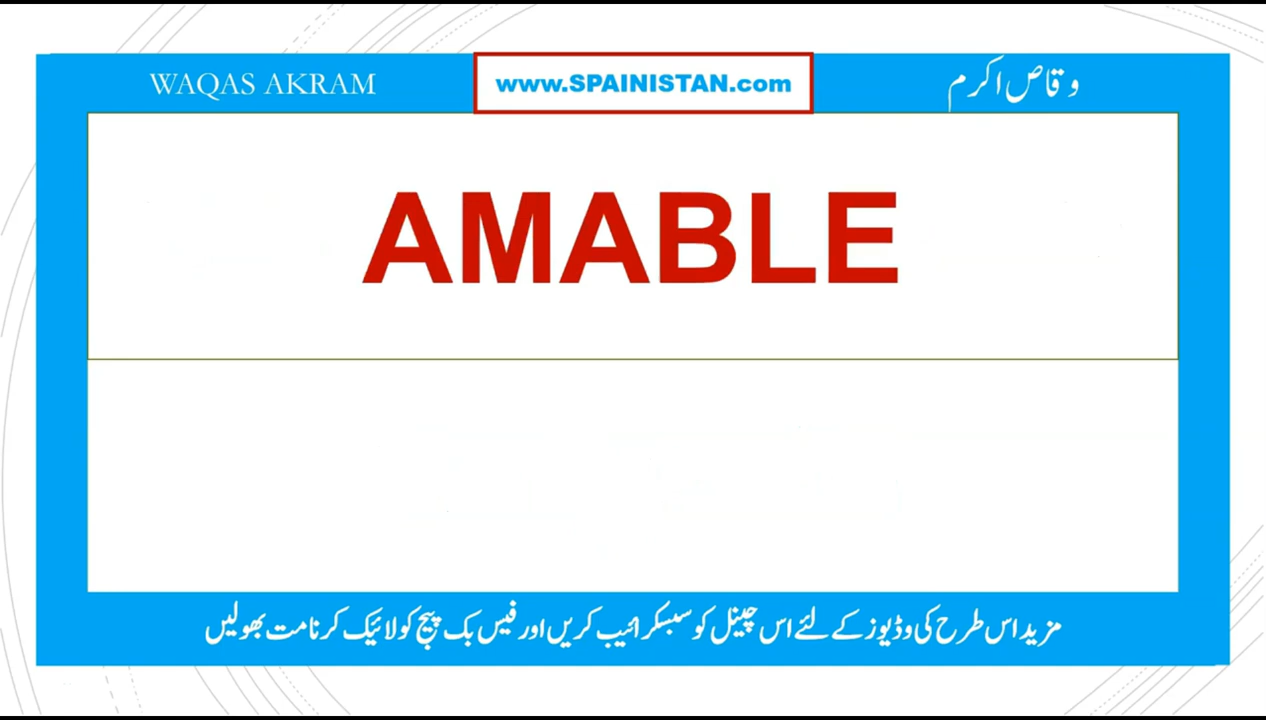 WAQAS AKRAM
www.SPAINISTAN.com
وقاص اکرم
AMABLE
مزید اس طرح کی وڈیوز کے لئے اس چینل کو سبسکرائیب کریں اور فیس بک پیج کو لائیک کرنا مت بھولیں